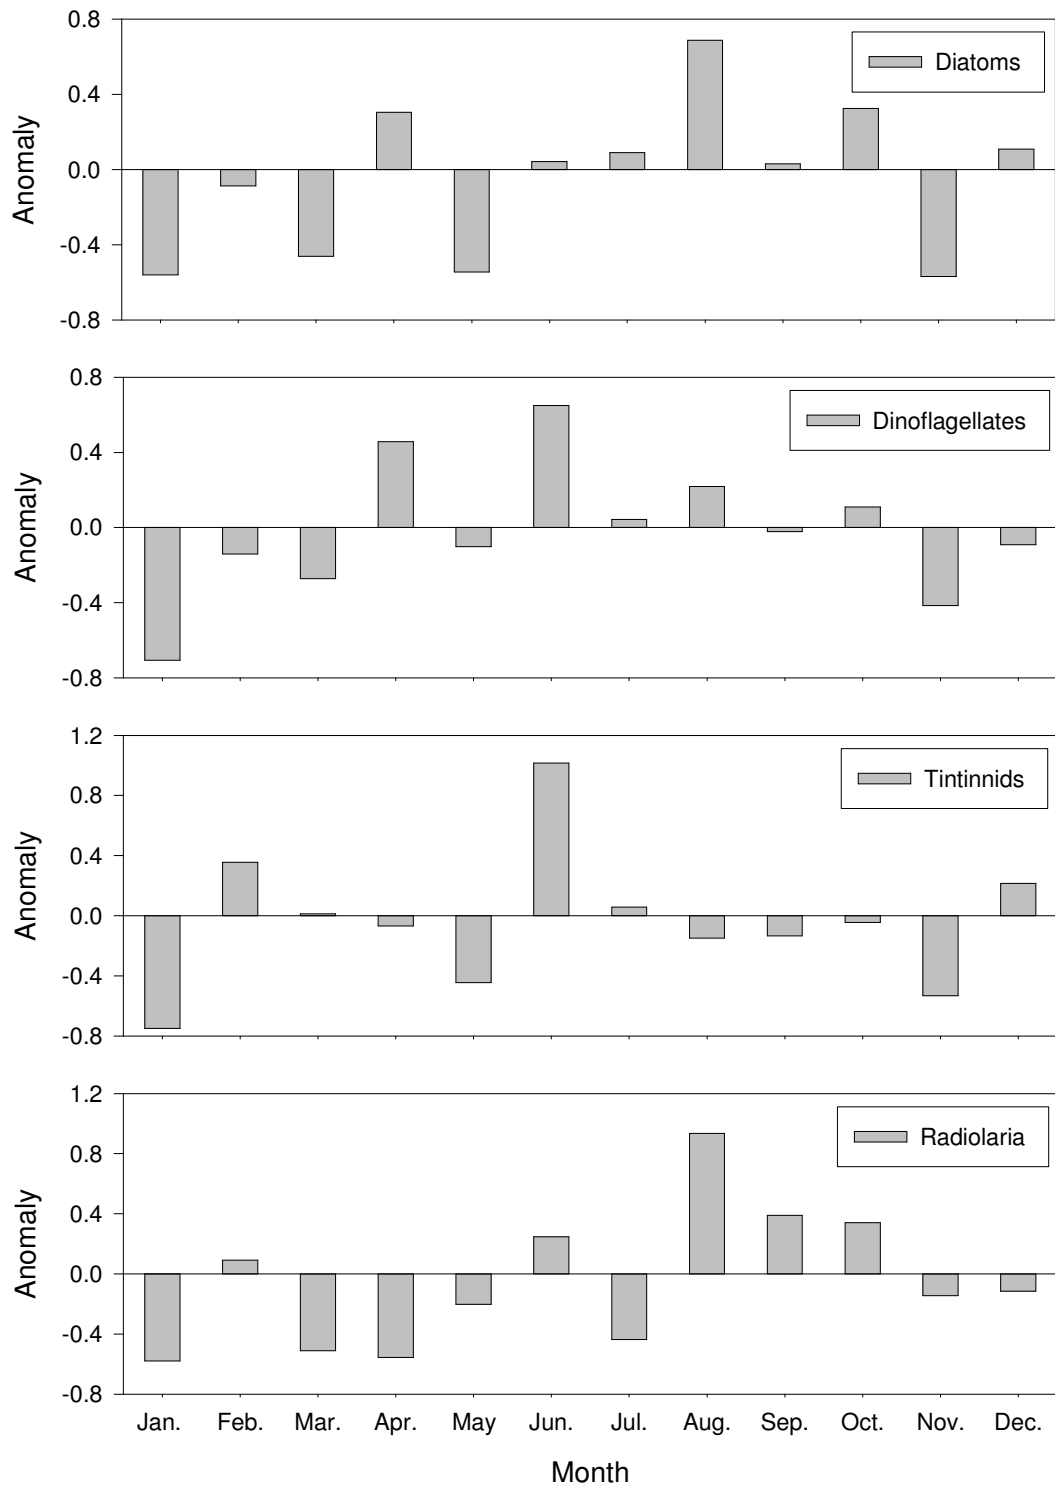 0.8
Diatoms
0.4
0.0
-0.4
-0.8
Anomaly
0.8
Dinoflagellates
0.4
0.0
-0.4
-0.8
Anomaly
1.2
Tintinnids
0.8
0.4
0.0
-0.4
-0.8
Anomaly
1.2
Radiolaria
0.8
0.4
0.0
-0.4
-0.8
Anomaly
Jan. Feb. Mar. Apr. May Jun. Jul. Aug. Sep. Oct. Nov. Dec.
Month